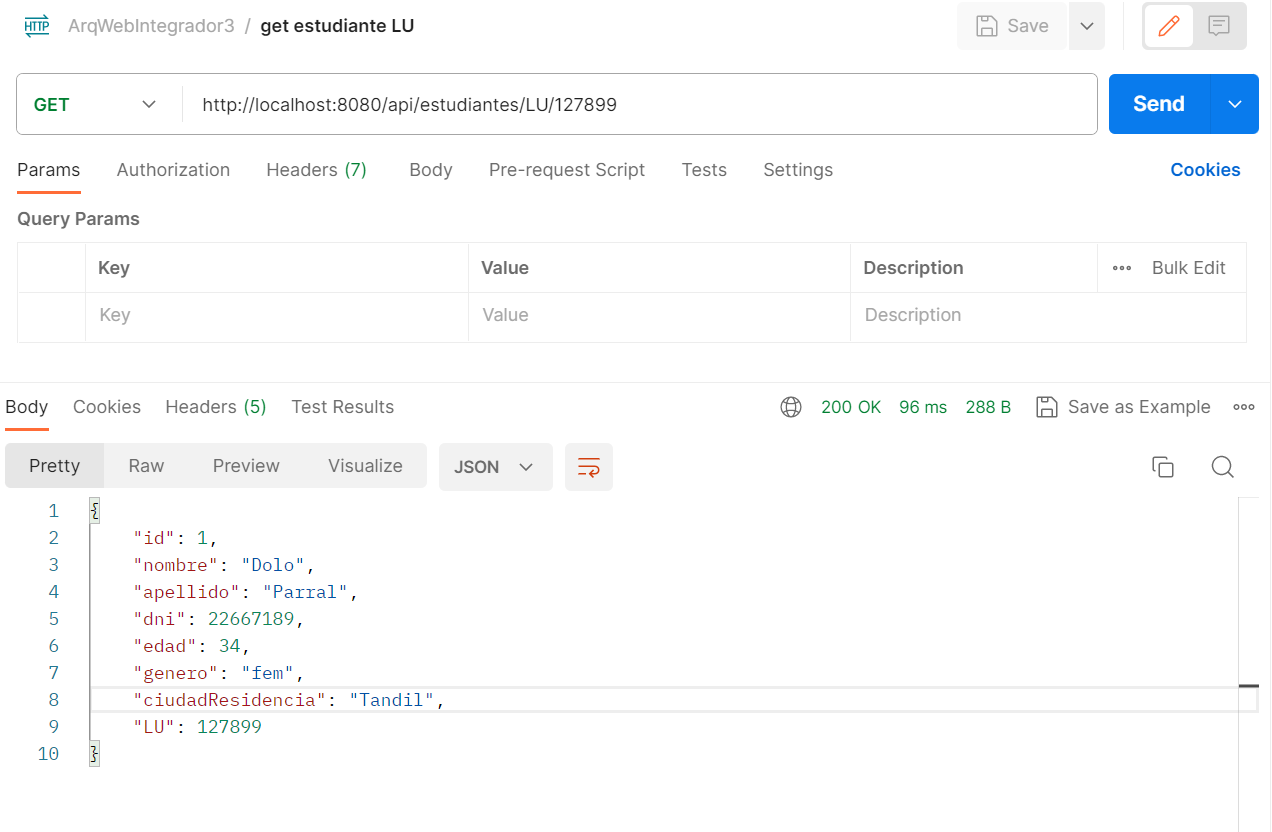 HTTP ArqWebIntegrador3 / get estudiante LU Save
GET http://localhost:8080/api/estudiantes/LU/127899 Send
Params Authorization Headers (7) Body Pre-request Script Tests Settings Cookies
Query Params
Key Value Description Bulk Edit
Key Value Description
Body Cookies Headers (5) Test Results 200 OK 96 ms 288 B Save as Example
Pretty Raw Preview Visualize JSON
1 {
2 "id": 1,
3 "nombre": "Dolo",
4 "apellido": "Parral",
5 "dni": 22667189,
6 "edad": 34,
7 "genero": "fem",
8 "ciudadResidencia": "Tandil",
9 "LU": 127899
10 }